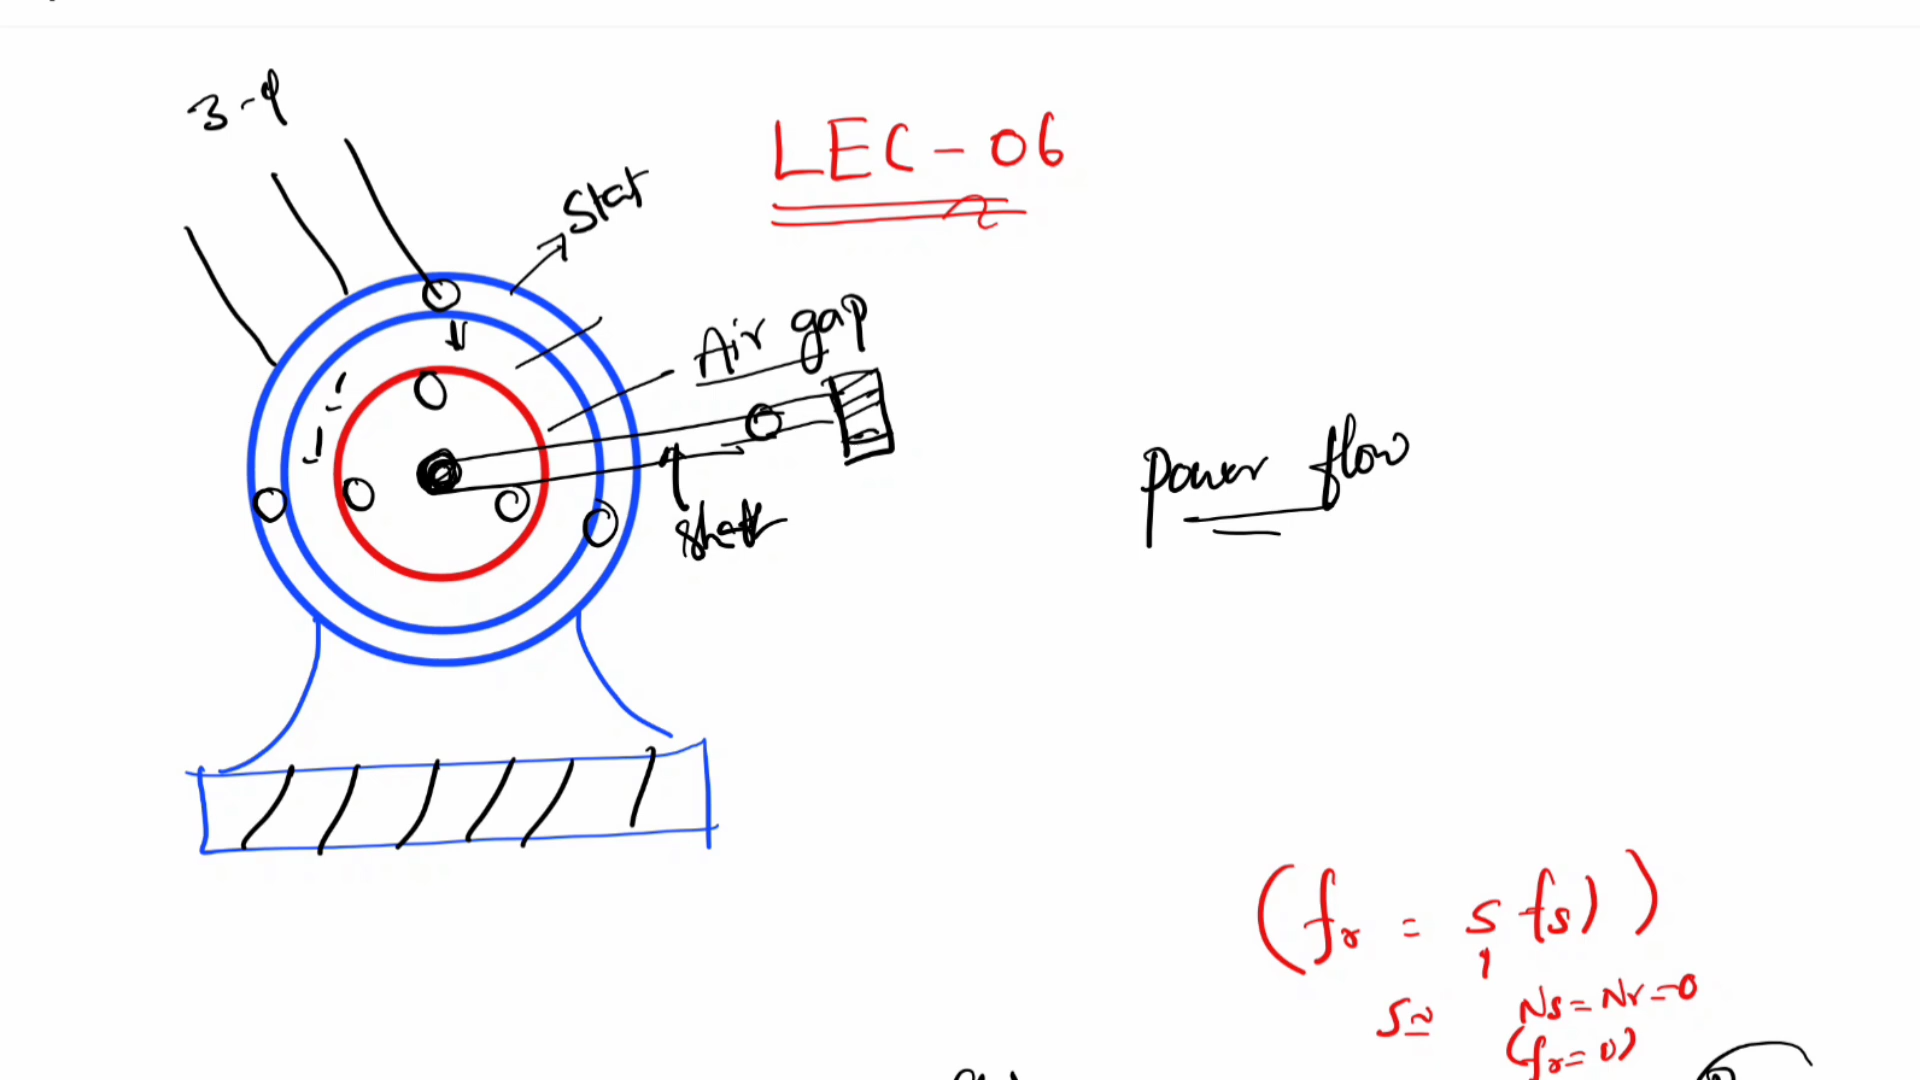 3-φ
LEC-06
Stat
Air gap
shaft
Power flow
(fr = s fs))
s≈
Ns = Nr = 0
(fr = 0)